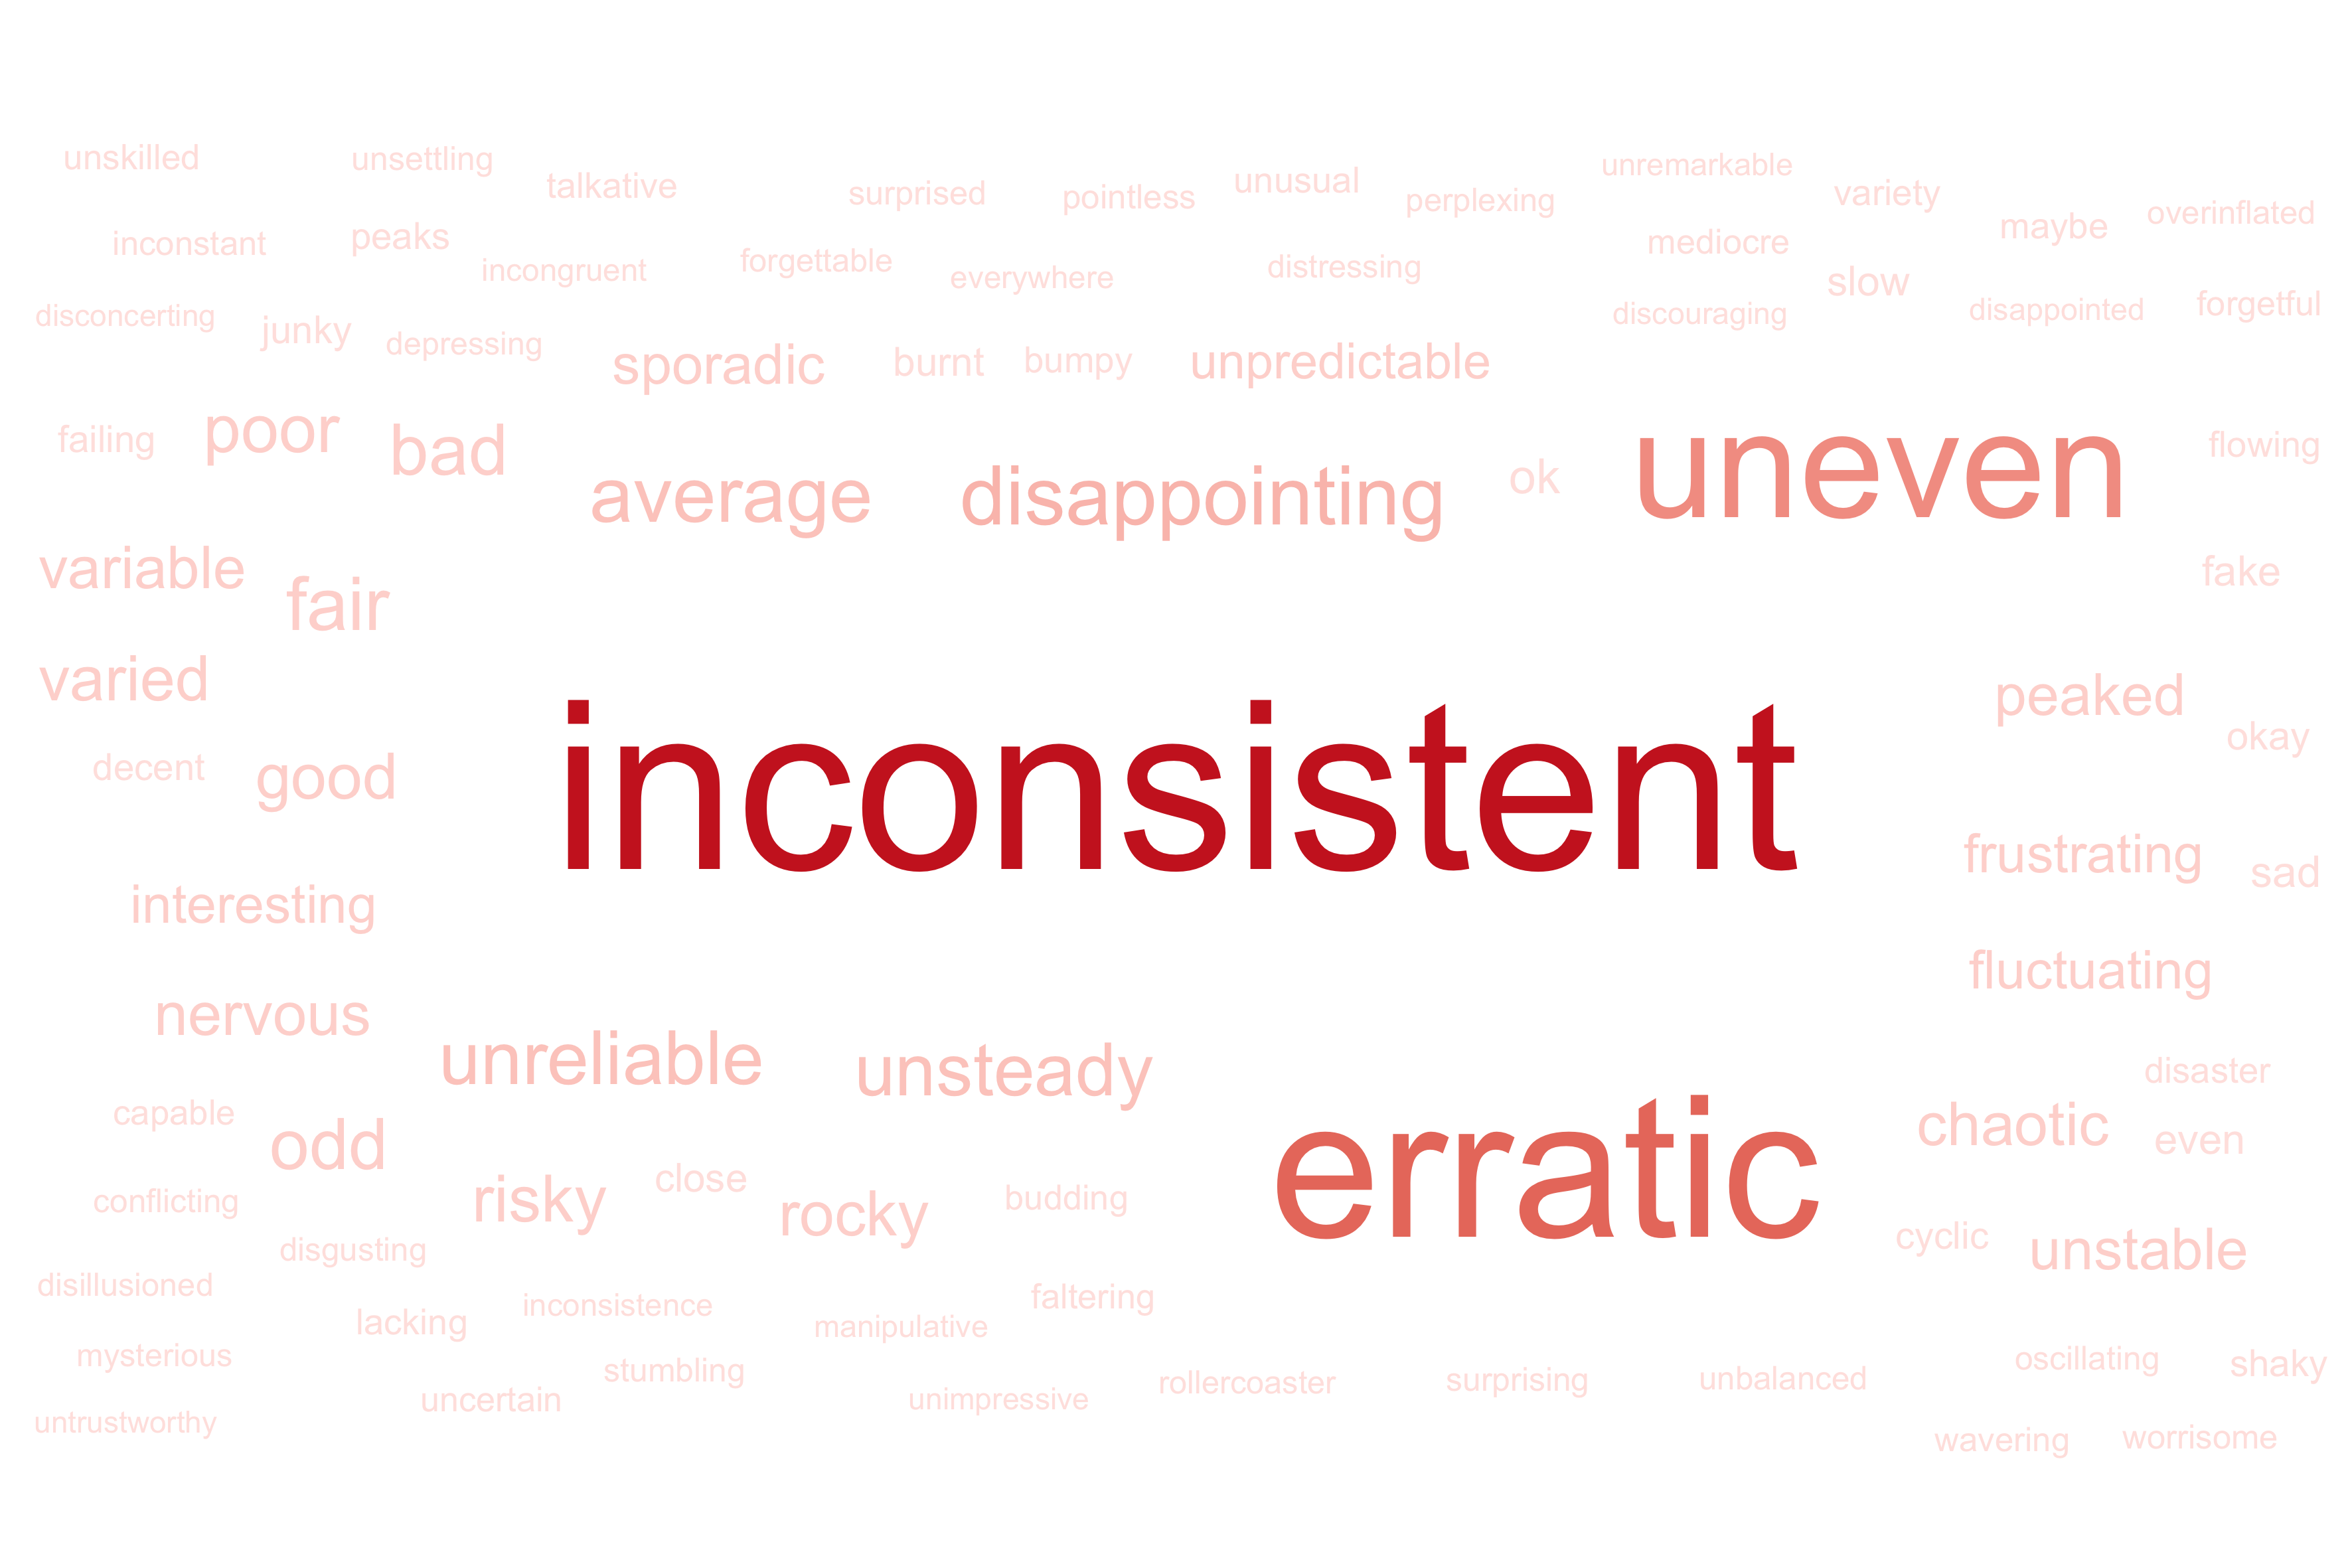 unskilled
unsettling
talkative
surprised
pointless
unusual
perplexing
unremarkable
variety
maybe
overinflated
inconstant
peaks
incongruent
forgettable
everywhere
distressing
mediocre
slow
discouraging
disappointed
forgetful
disconcerting
junky
depressing
sporadic
burnt
bumpy
unpredictable
failing
poor
bad
average
disappointing
ok
uneven
flowing
variable
fair
fake
varied
peaked
okay
decent
good
inconsistent
frustrating
sad
interesting
fluctuating
nervous
unreliable
unsteady
disaster
capable
odd
erratic
chaotic
even
conflicting
risky
close
rocky
budding
cyclic
unstable
disgusting
disillusioned
lacking
inconsistence
manipulative
faltering
mysterious
stumbling
rollercoaster
surprising
unbalanced
oscillating
shaky
uncertain
unimpressive
untrustworthy
wavering
worrisome